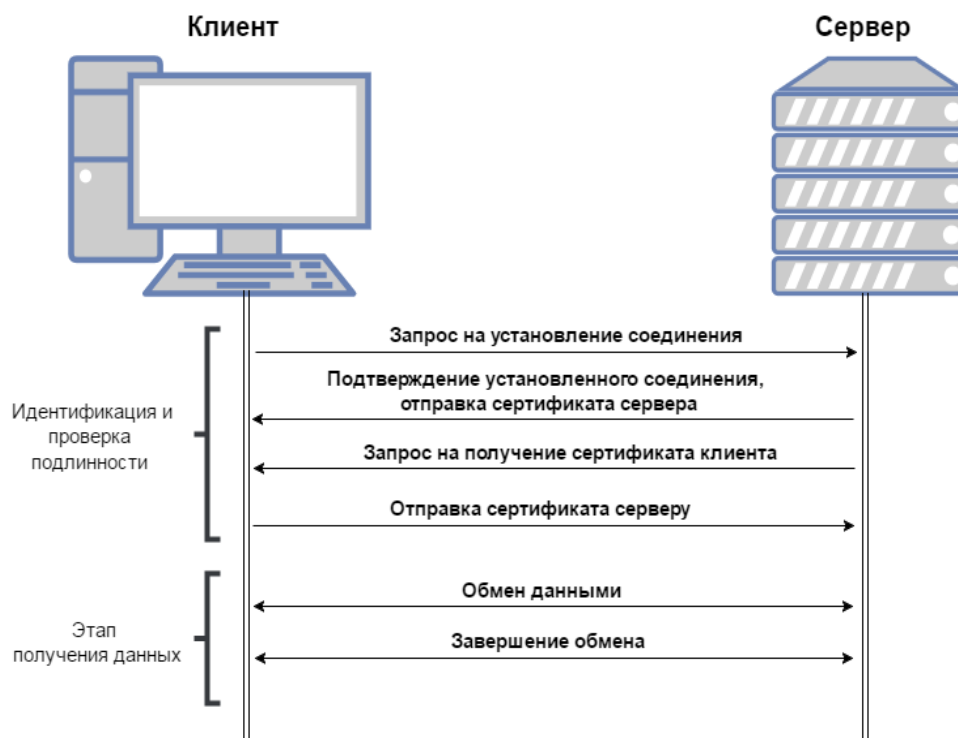 Клиент
Сервер
Запрос на установление соединения
Подтверждение установленного соединения,
отправка сертификата сервера
Запрос на получение сертификата клиента
Отправка сертификата серверу
Идентификация и
проверка
подлинности
Обмен данными
Завершение обмена
Этап
получения данных